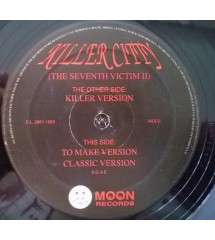 KILLER CITTY
(THE SEVENTH VICTIM II)
THE OTHER SIDE:
KILLER VERSION
THIS SIDE:
TO MAKE VERSION
CLASSIC VERSION
MOON
RECORDS